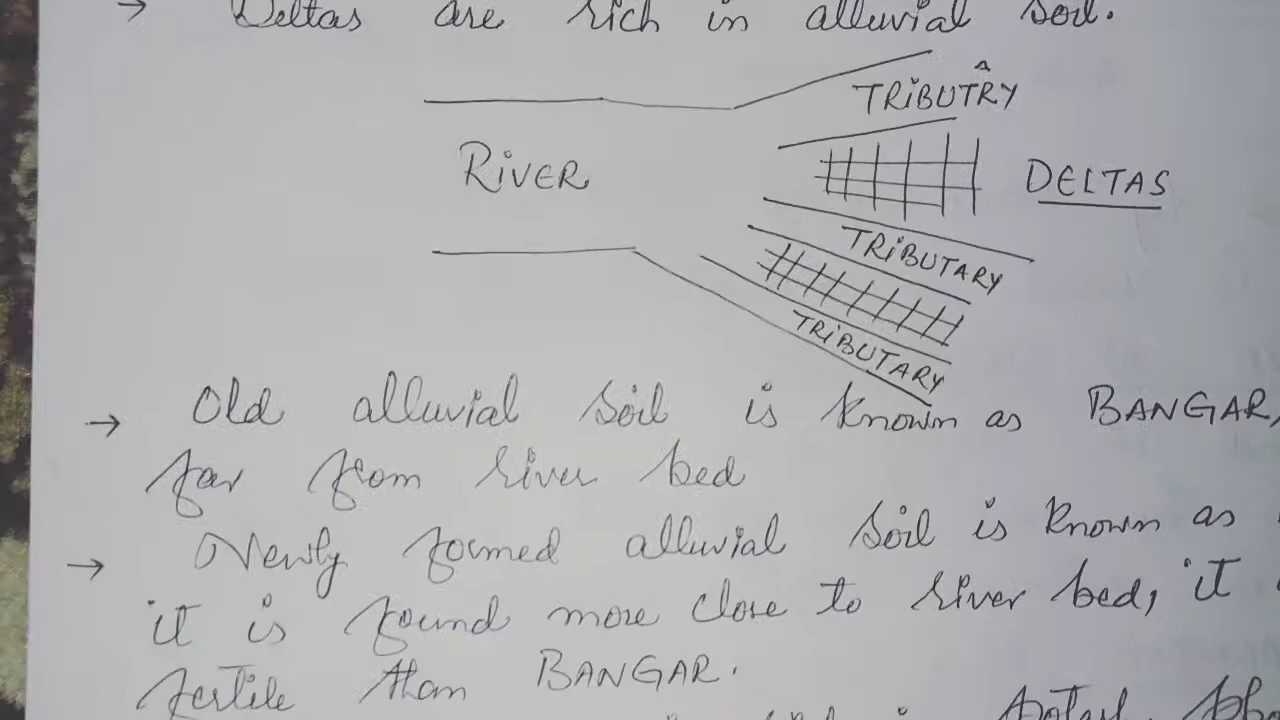 → Deltas are rich in alluvial soil.
TRIBUTRY
A
RIVER
DELTAS
TRIBUTARY
TRIBUTARY
→ Old alluvial soil is known as BANGAR,
far from river bed
→ Newly formed alluvial soil is known as
it is found more close to river bed, it
fertile than BANGAR.